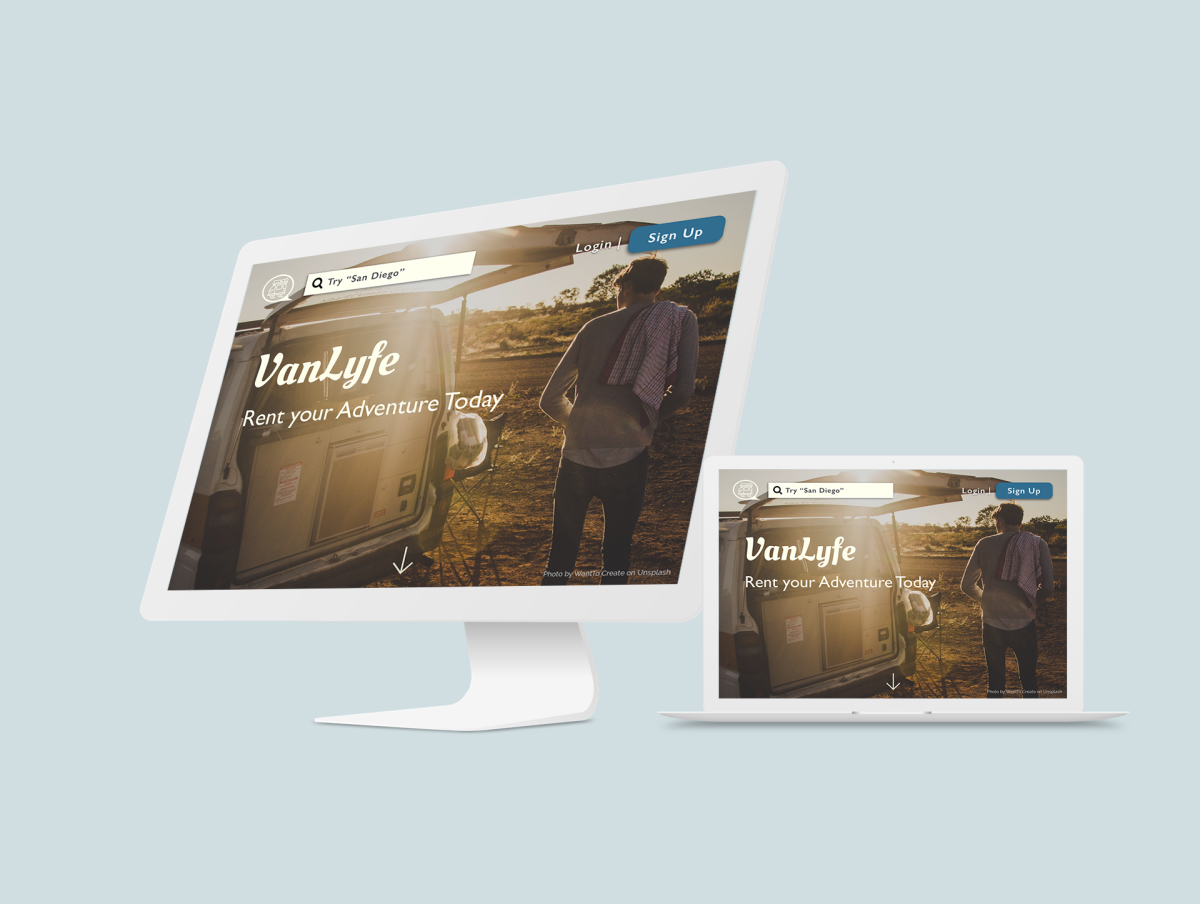 Login | Sign Up
Try “San Diego”
VanLyfe
Rent your Adventure Today
Photo by WantTo Create on Unsplash
Try “San Diego”
Login | Sign Up
VanLyfe
Rent your Adventure Today
Photo by WantTo Create on Unsplash